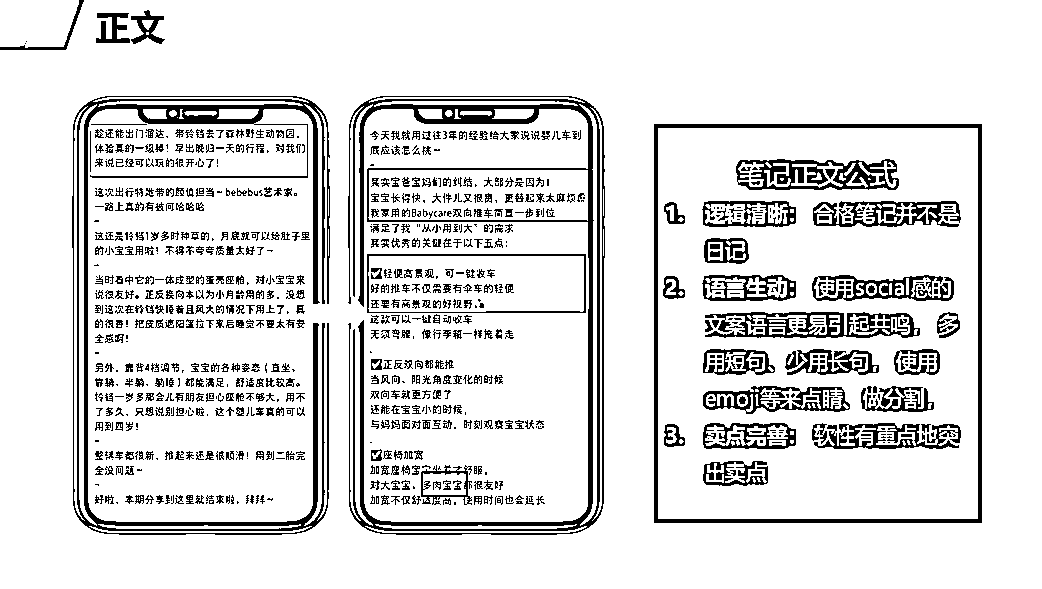 正文
趁还能出门溜达、带铃铛去了森林野生动物园，
体验真的一级棒！早出晚归一天的行程，对我们
来说已经可以玩的很开心了！
这次出行特地带的颜值担当~bebebus艺术家。
一路上真的有被问哈哈哈
-
这还是铃铛1岁多时种草的，月底就可以给肚子里
的小宝宝用啦！不得不夸夸质量太好了~
-
当时看中它的一体成型的蛋壳座舱，对小宝宝来
说很友好。正反换向本以为小月龄用的多，没想
到这次在铃铛快睡着且风大的情况下用上了，真
的很香！把皮质遮阳篷拉下来后睡觉不要太有安
全感啊！
-
另外，靠背4档调节，宝宝的各种姿态（直坐、
靠躺、半躺、躺睡）都能满足，舒适度比较高。
铃铛一岁多那会儿有朋友担心座舱不够大，用不
了多久，只想说别担心啦，这个婴儿车真的可以
用到四岁！
-
整辆车都很新、推起来还是很顺滑！用到二胎完
全没问题~
-
好啦、本期分享到这里就结束啦，拜拜~
今天我就用过往3年的经验给大家说说婴儿车到
底应该怎么挑~
-
其实宝爸宝妈们的纠结，大部分是因为！
宝宝长得快、大件儿又很贵、更替起来太麻烦
我家用的Babycare双向推车简直一步到位
满足了我“从小用到大”的需求
其实优秀的关键在于以下五点：
☑轻便高景观，可一键收车
好的推车不仅需要有伞车的轻便
还要有高景观的好视野
这款可以一键自动收车
无须弯腰，像行李箱一样拖着走
.
☑正反双向都能推
当风向、阳光角度变化的时候
双向车就更方便了
还能在宝宝小的时候，
与妈妈面对面互动，时刻观察宝宝状态
.
☑座椅加宽
加宽座椅宝宝坐着才舒服。
对大宝宝、多肉宝宝都很友好
加宽不仅舒适度高，使用时间也会延长
笔记正文公式
1. 逻辑清晰： 合格笔记并不是
日记
2. 语言生动： 使用social感的
文案语言更易引起共鸣， 多
用短句、少用长句， 使用
emoji等来点睛、做分割，
3. 卖点完善： 软性有重点地突
出卖点